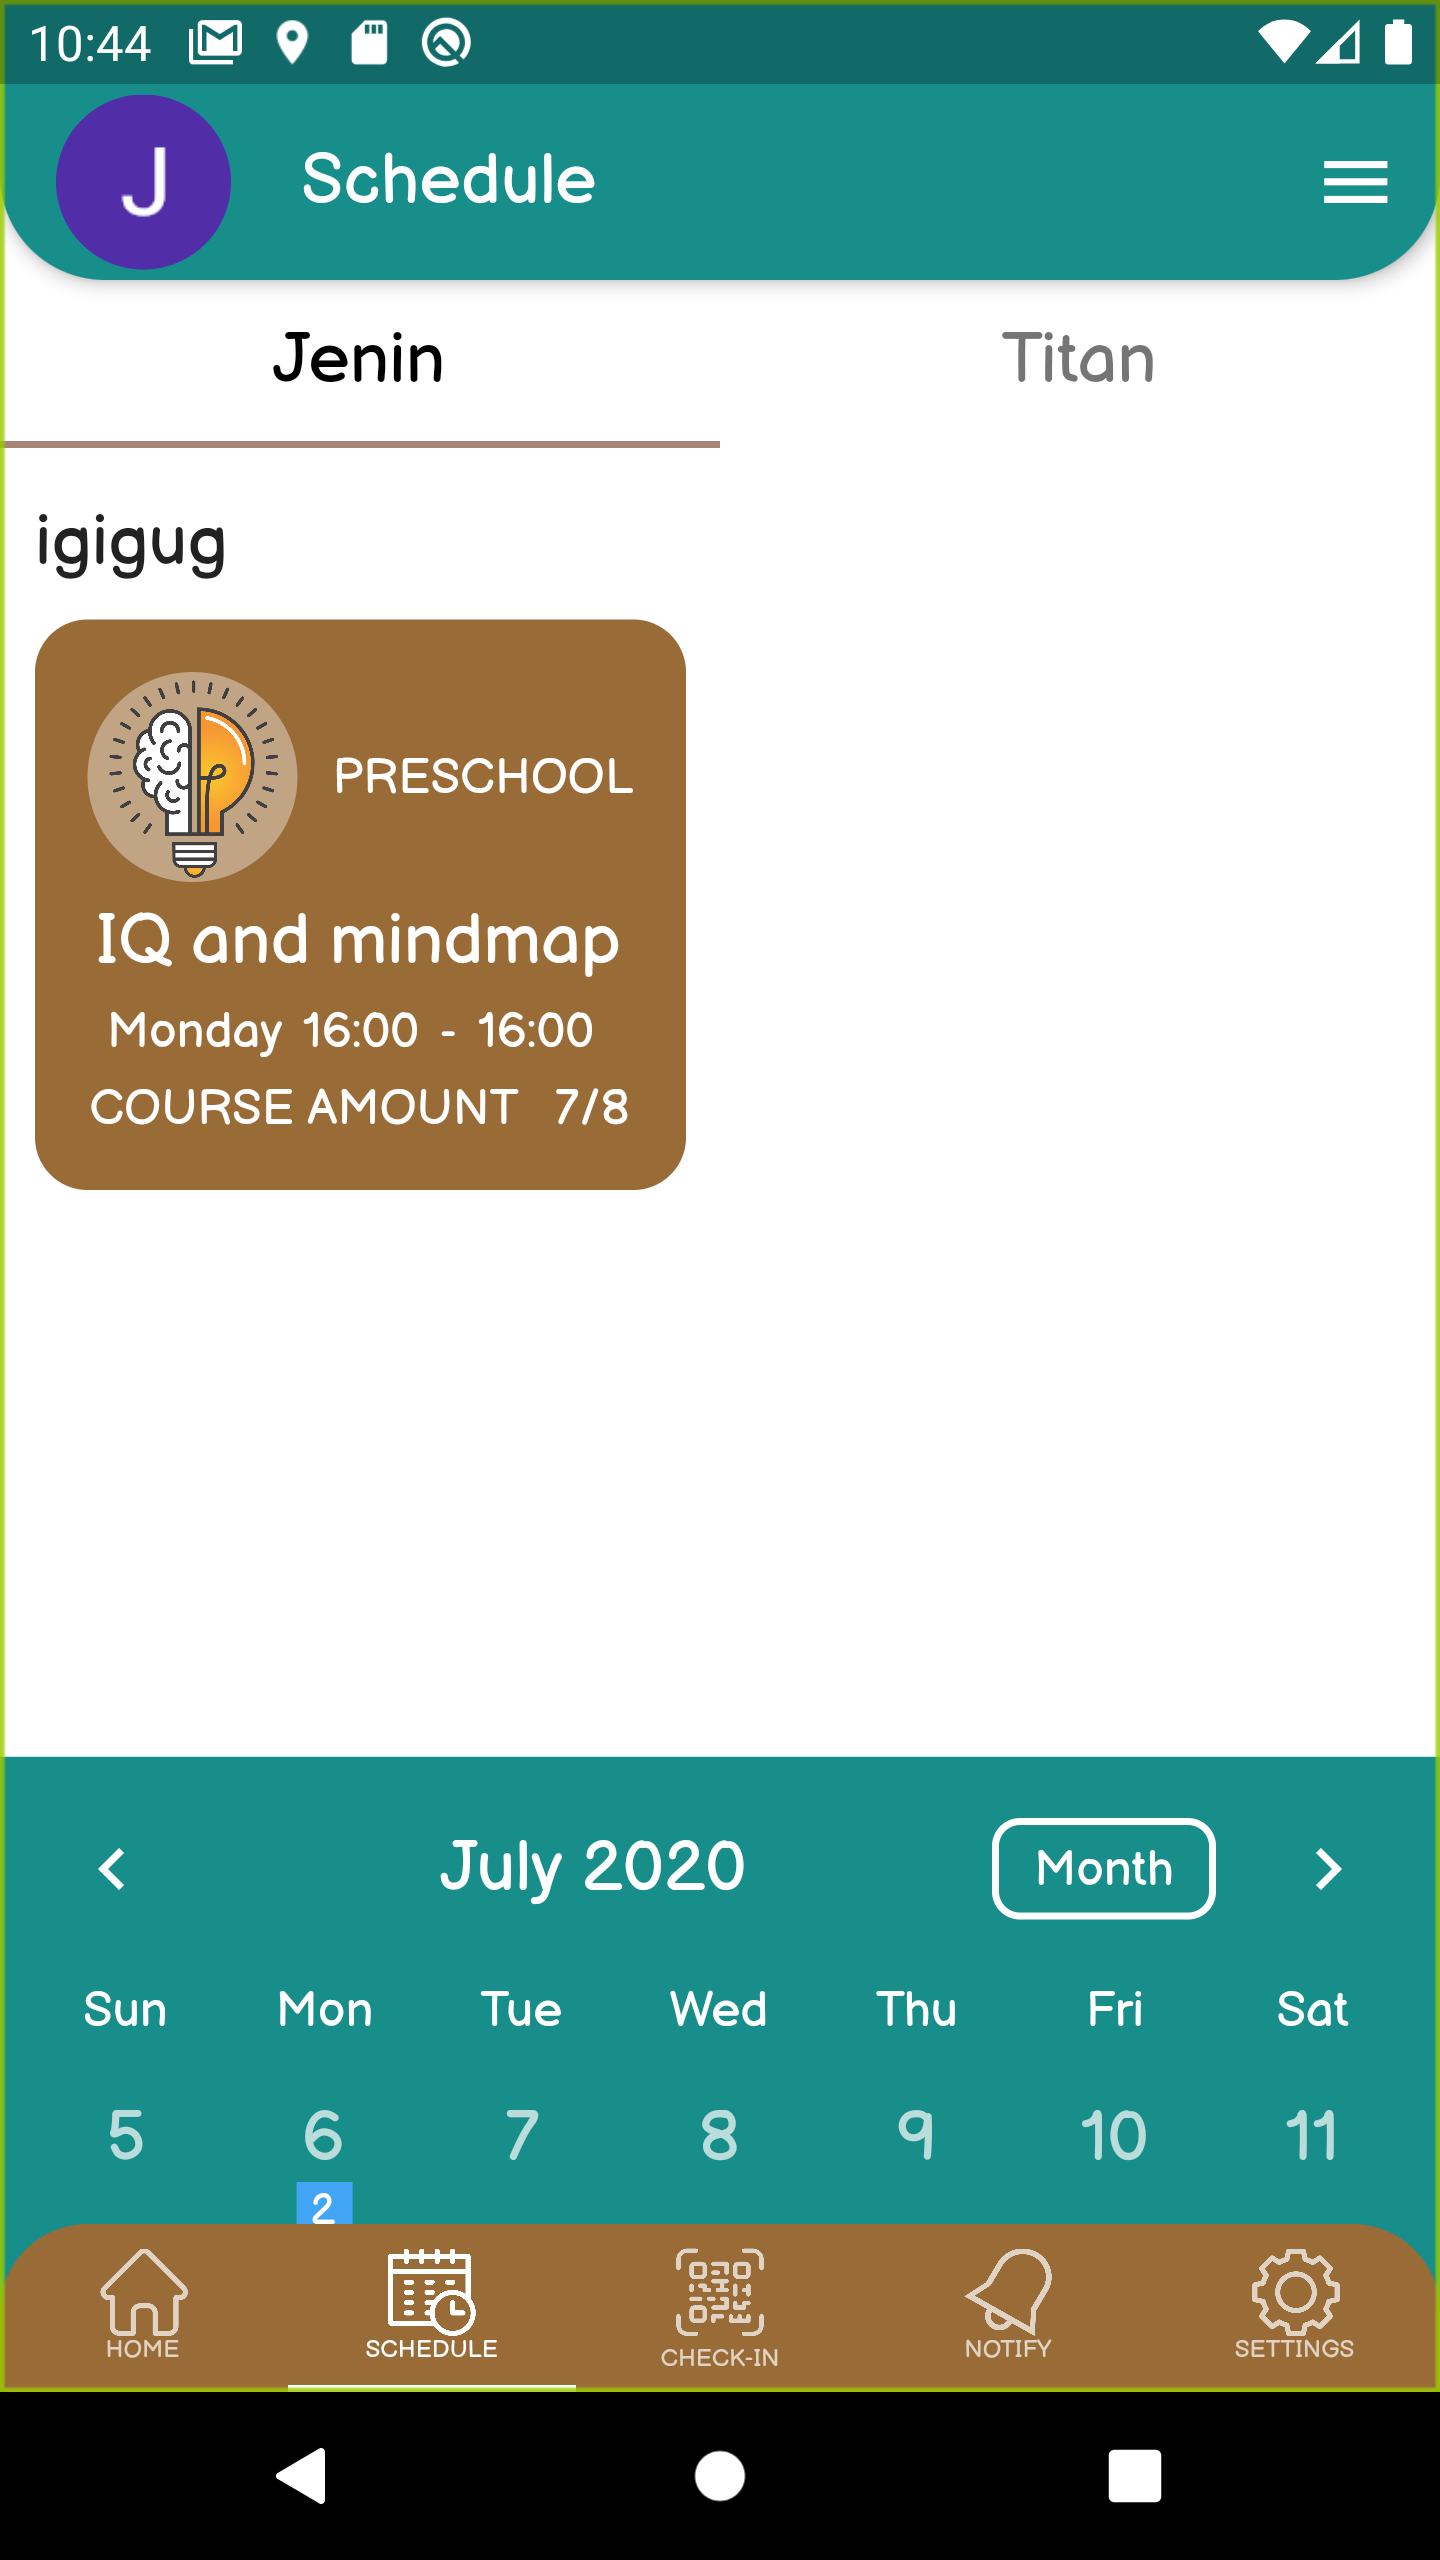 10:44
J
Schedule
Jenin
Titan
igigug
PRESCHOOL
IQ and mindmap
Monday 16:00 - 16:00
COURSE AMOUNT 7/8
July 2020
Month
Sun Mon Tue Wed Thu Fri Sat
5 6 7 8 9 10 11
2
HOME
SCHEDULE
CHECK-IN
NOTIFY
SETTINGS